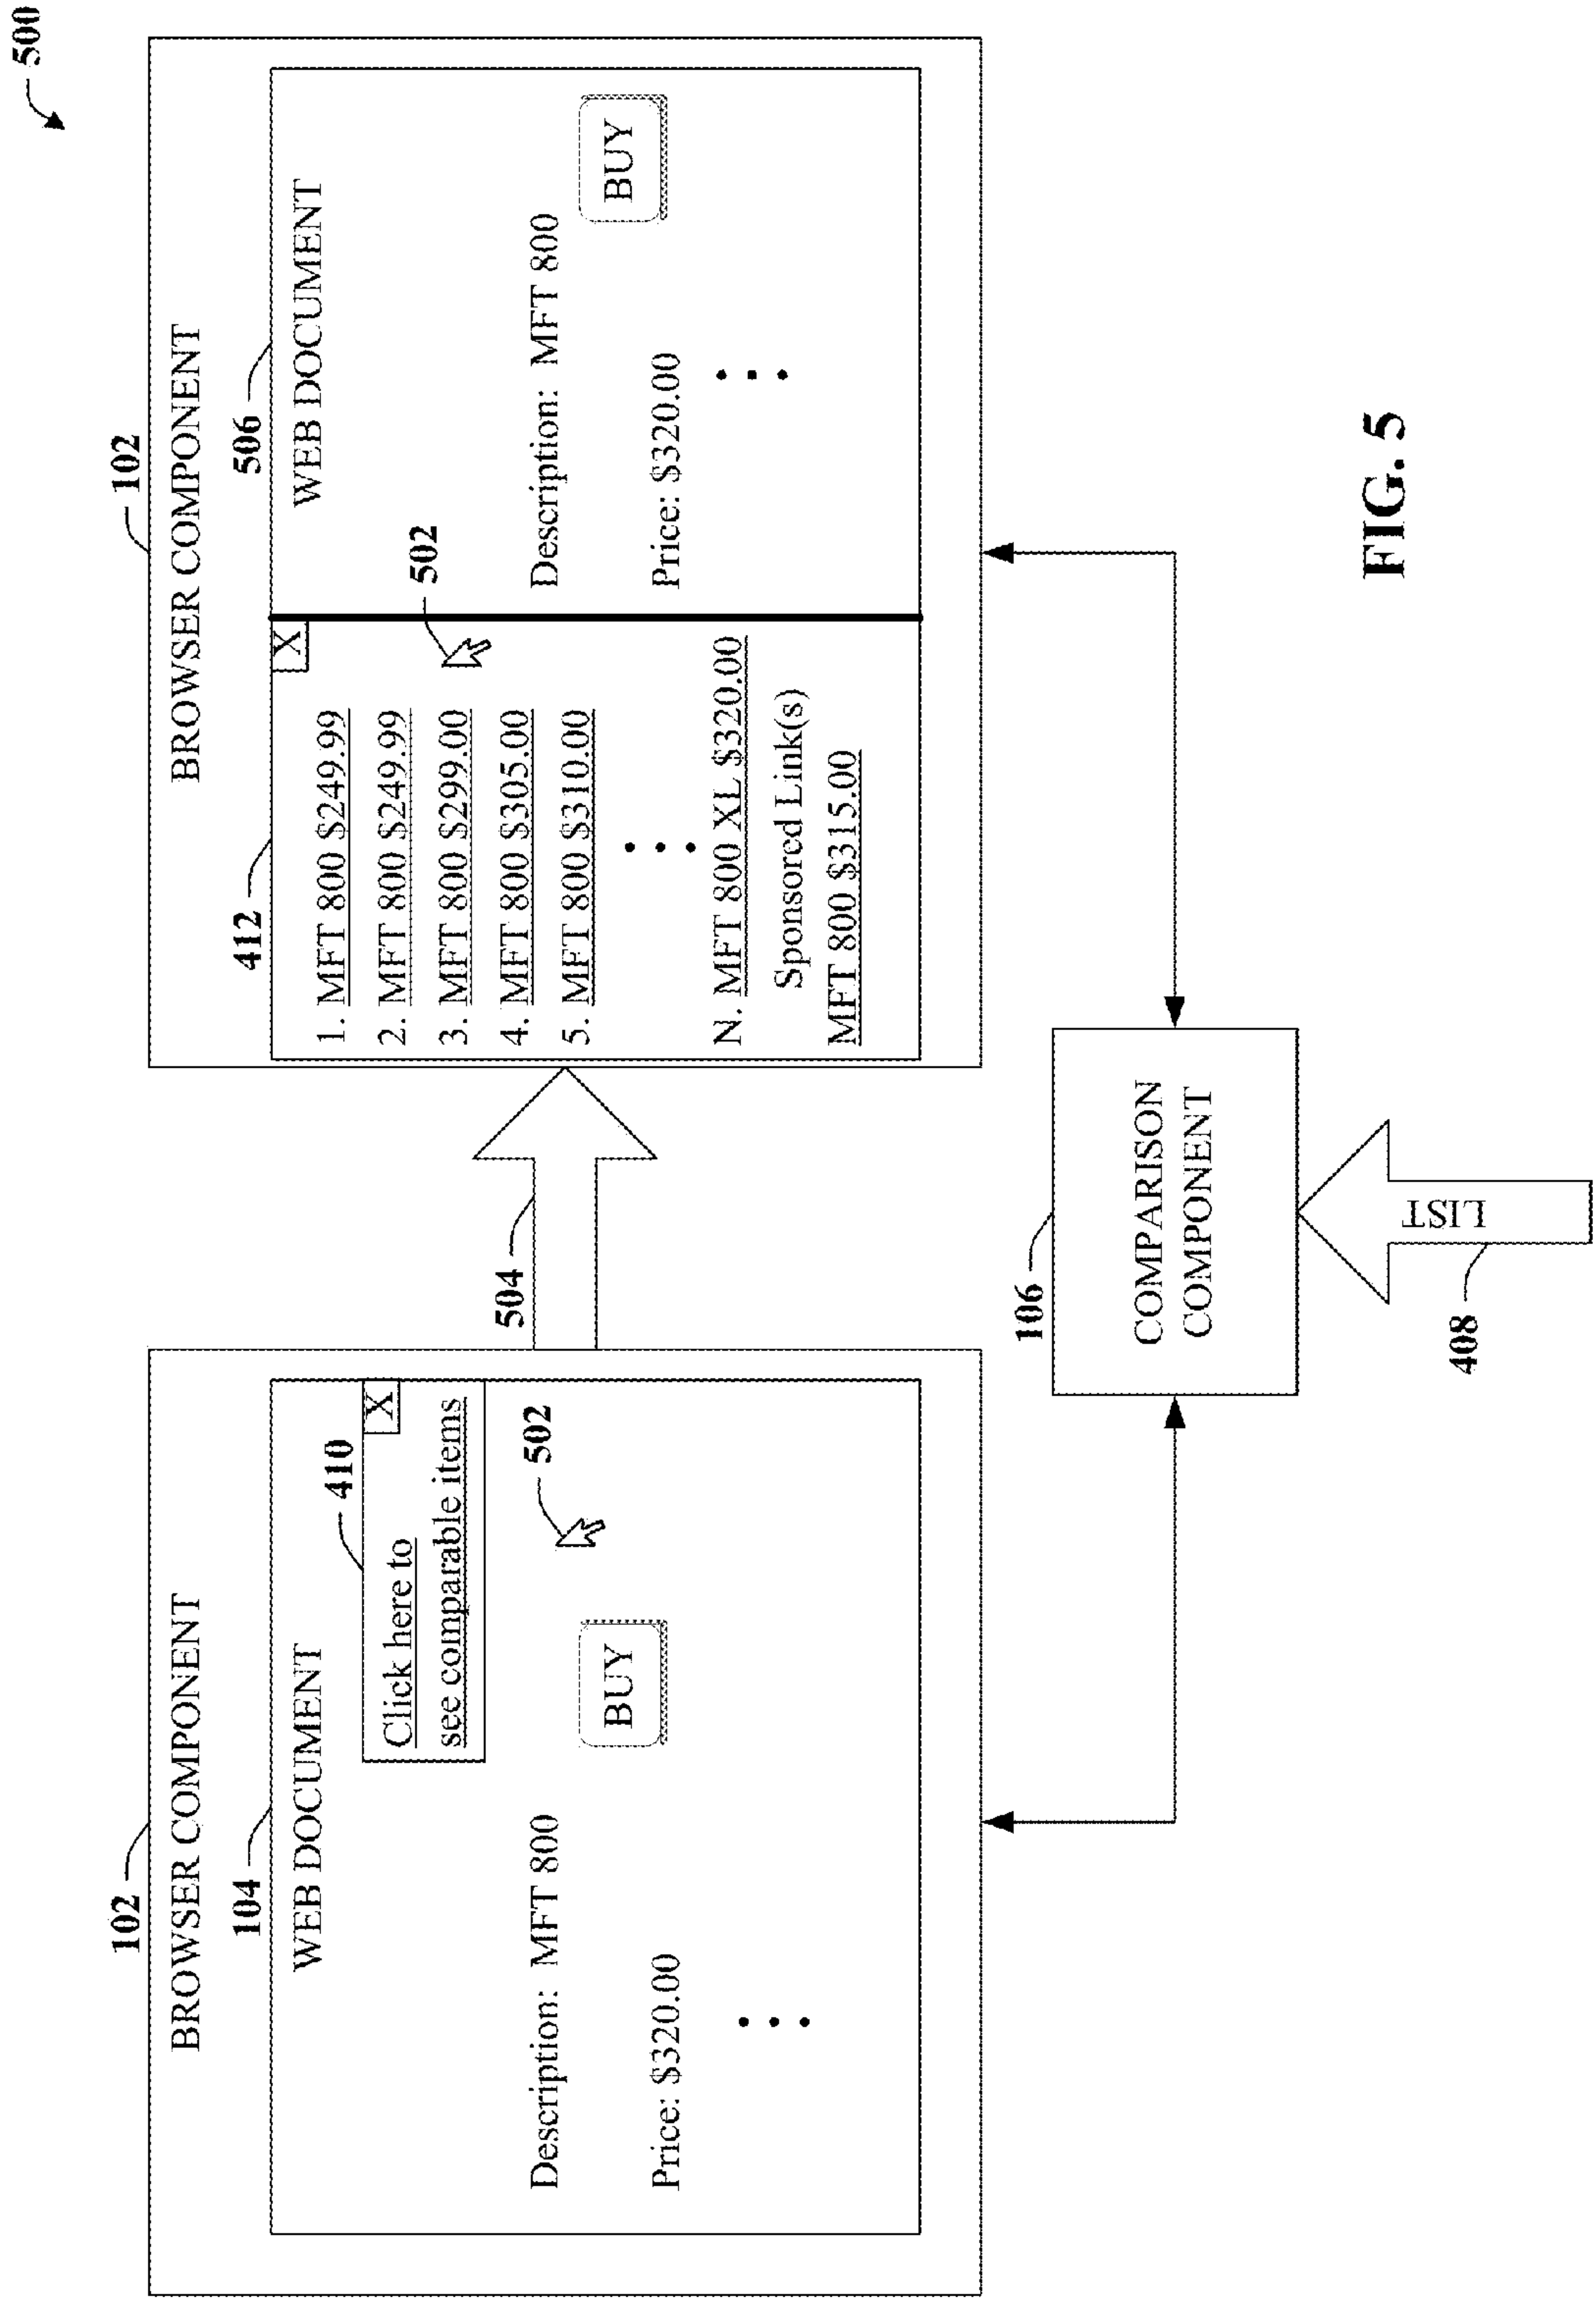 500
102
BROWSER COMPONENT
104
WEB DOCUMENT
410
X
Click here to
see comparable items
502
Description: MFT 800
BUY
Price: $320.00
504
102
BROWSER COMPONENT
412
X
1. MFT 800 $249.99
2. MFT 800 $249.99
3. MFT 800 $299.00
4. MFT 800 $305.00
5. MFT 800 $310.00
N. MFT 800 XL $320.00
Sponsored Link(s)
MFT 800 $315.00
502
506
WEB DOCUMENT
Description: MFT 800
BUY
Price: $320.00
106
COMPARISON
COMPONENT
408
LIST
FIG. 5